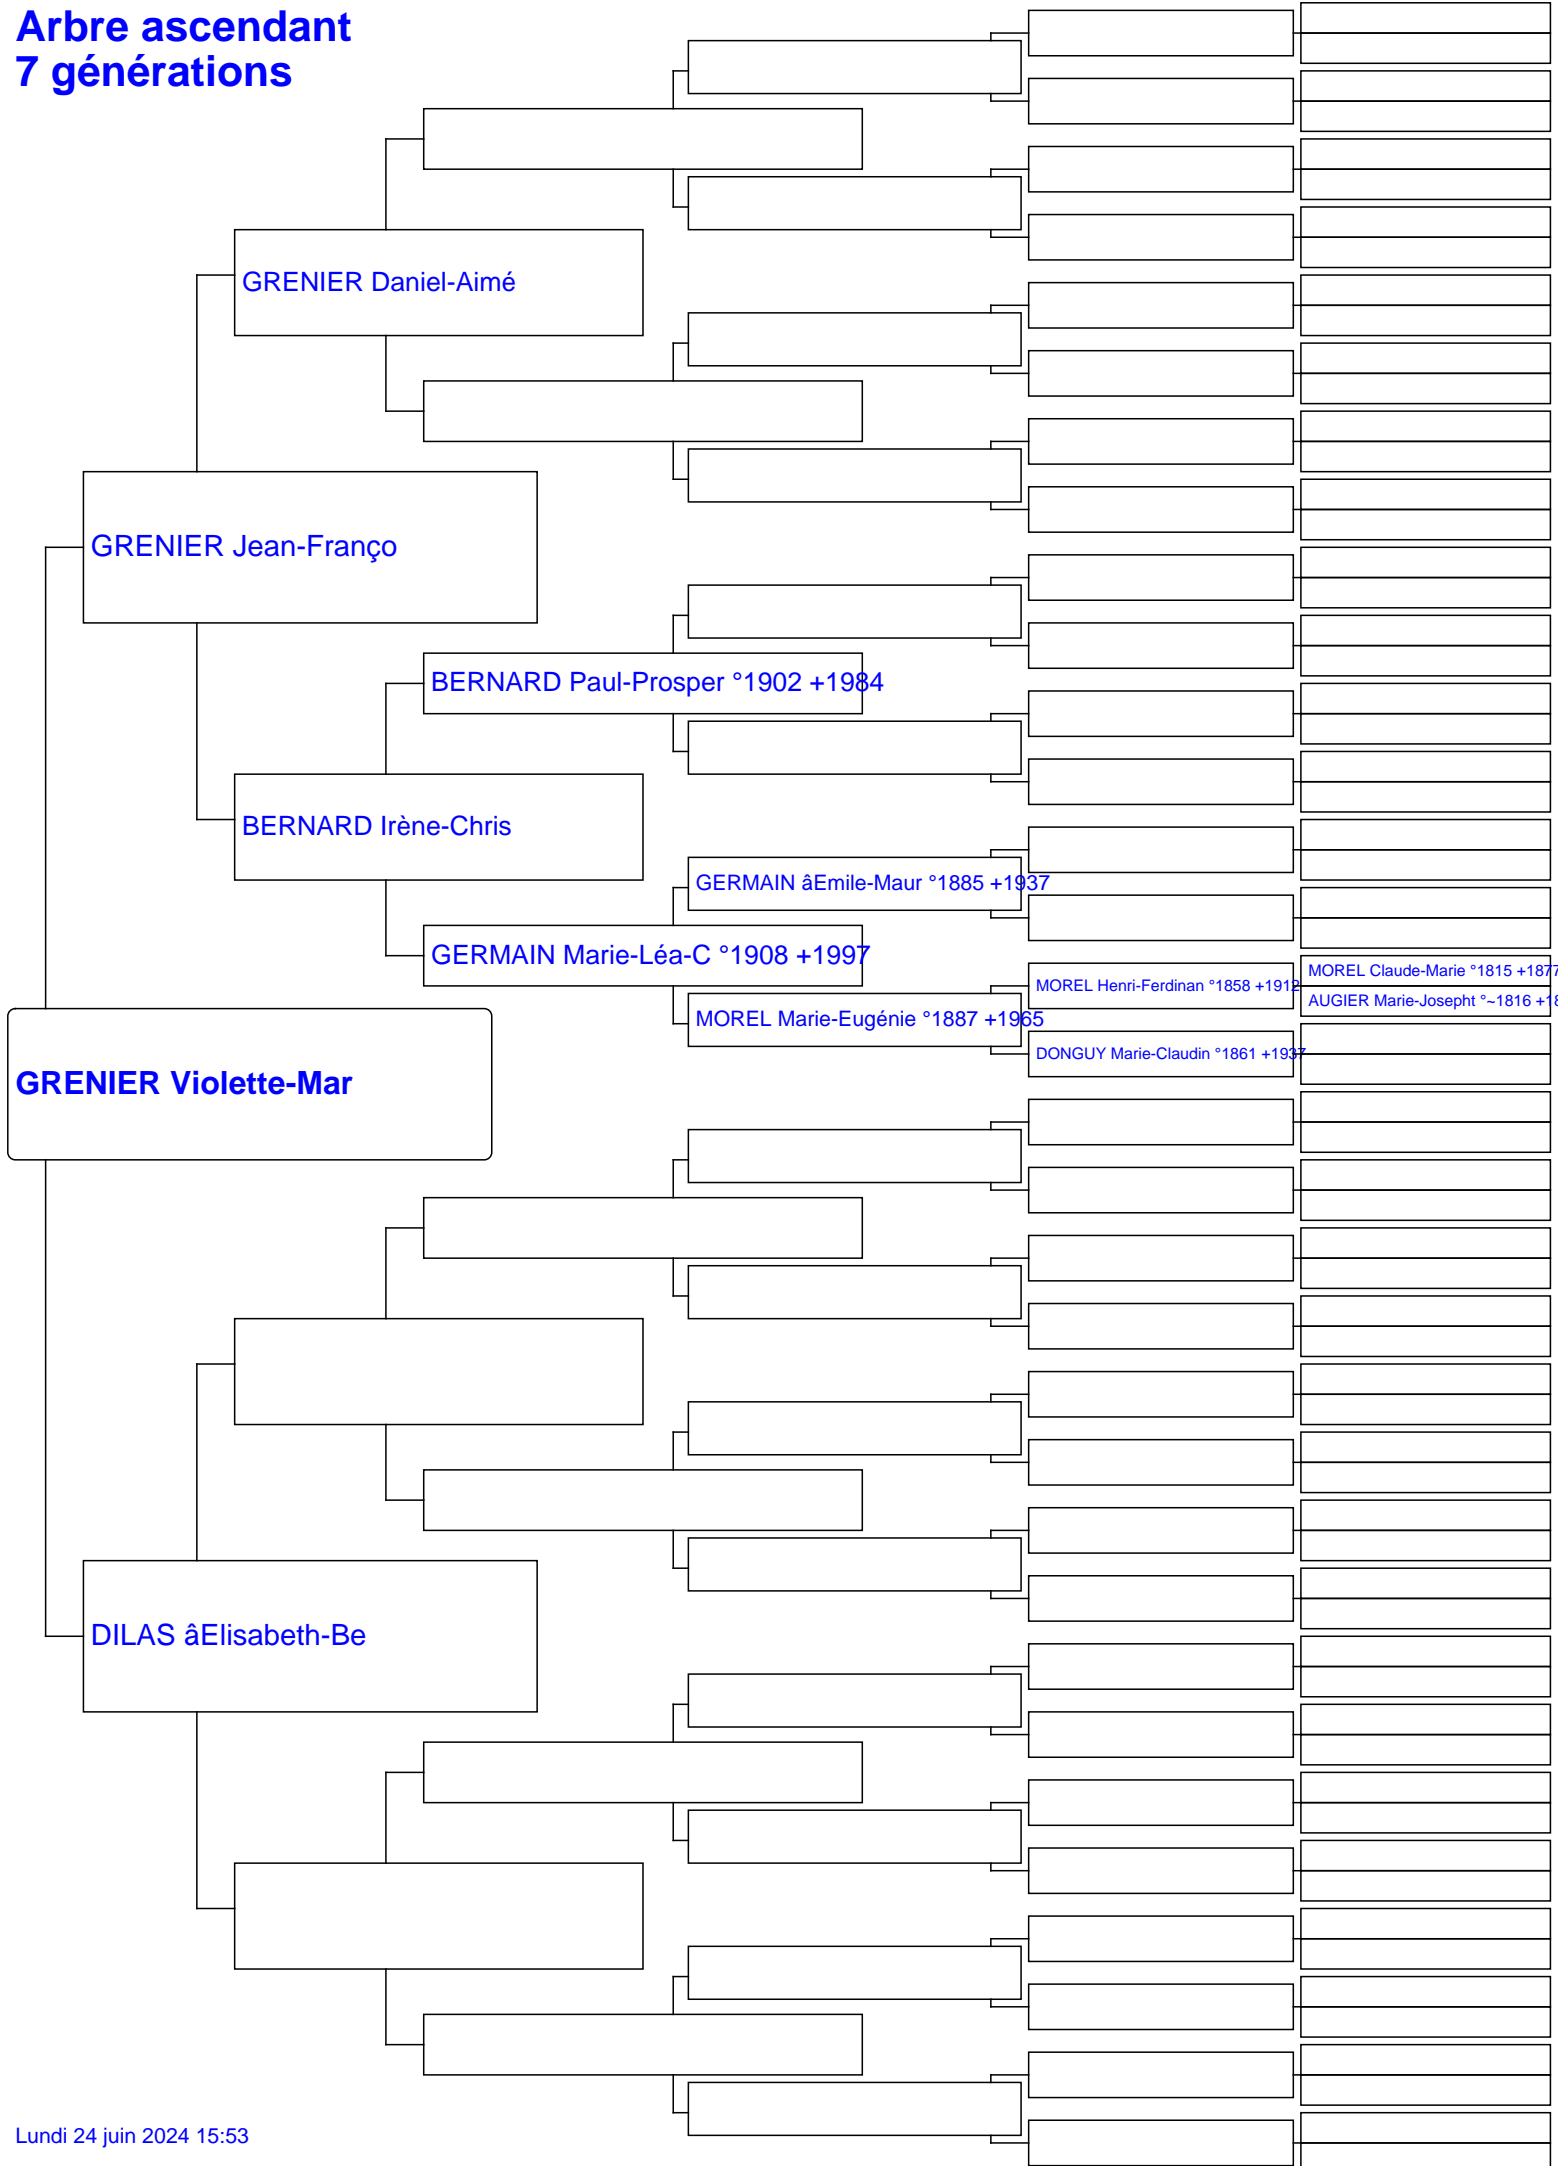 Arbre ascendant
7 générations
GRENIER Daniel-Aimé
GRENIER Jean-Franço
BERNARD Paul-Prosper °1902 +1984
BERNARD Irène-Chris
GERMAIN âEmile-Maur °1885 +1937
GERMAIN Marie-Léa-C °1908 +1997
MOREL Claude-Marie °1815 +1877
MOREL Henri-Ferdinan °1858 +1912
AUGIER Marie-Josepht °~1816 +18
MOREL Marie-Eugénie °1887 +1965
DONGUY Marie-Claudin °1861 +1937
GRENIER Violette-Mar
DILAS âElisabeth-Be
Lundi 24 juin 2024 15:53